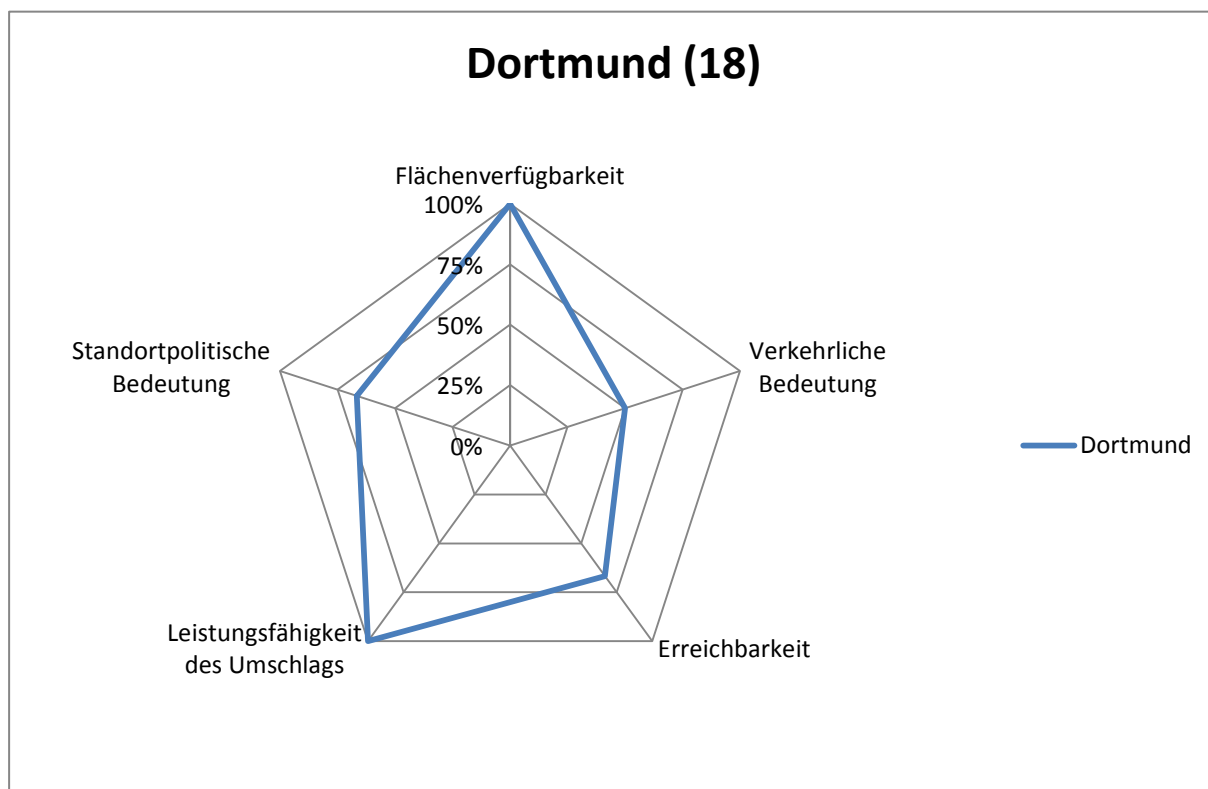 Dortmund (18)
Flächenverfügbarkeit
100%
75%
50%
25%
0%
Verkehrliche
Bedeutung
Erreichbarkeit
Leistungsfähigkeit
des Umschlags
Standortpolitische
Bedeutung
Dortmund